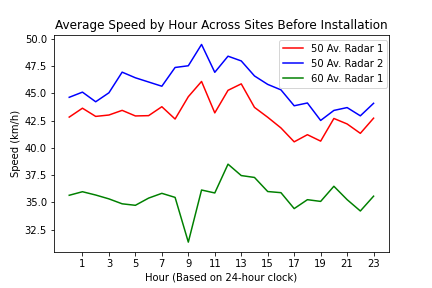 Average Speed by Hour Across Sites Before Installation
50.0
47.5
45.0
42.5
40.0
37.5
35.0
32.5
Speed (km/h)
50 Av. Radar 1
50 Av. Radar 2
60 Av. Radar 1
1 3 5 7 9 11 13 15 17 19 21 23
Hour (Based on 24-hour clock)